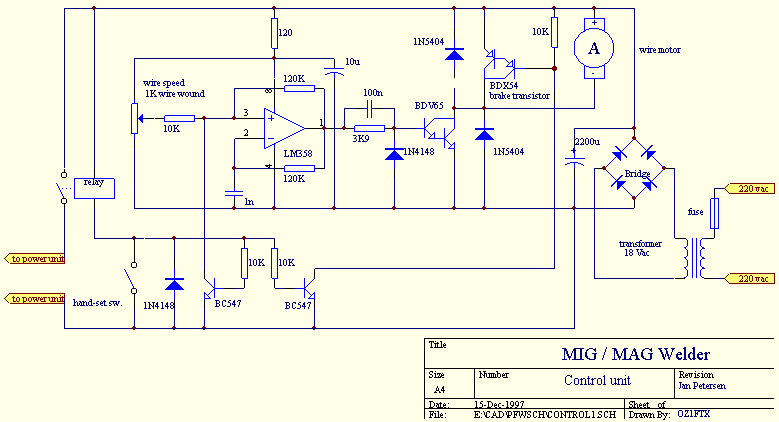 120
10K
1N5404
+
A
-
wire motor
10u
wire speed
1K wire wound
120K
8
100n
BDX54
brake transistor
BDV65
10K
3
+
1
2
-
3K9
2200u
+
LM358
1N4148
1N5404
4
120K
Bridge
relay
220 vac
1n
fuse
transformer
18 Vac
to power unit
10K
10K
220 vac
to power unit
hand-set sw.
1N4148
BC547
BC547
Title
MIG / MAG Welder
Size
A4
Number
Control unit
Revision
Jan Petersen
Date:
15-Dec-1997
Sheet of
File:
E:\CAD\PFWSCH\CONTROL1.SCH
Drawn By:
OZ1FTX